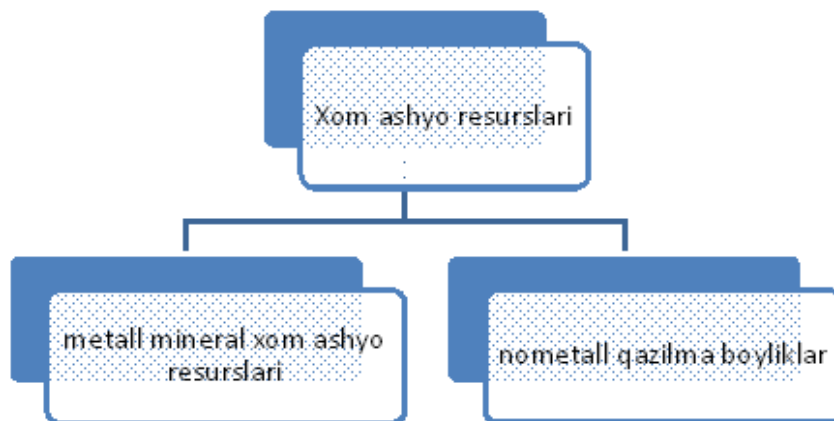 Xom ashyo resurslari
metall mineral xom ashyo
resurslari
nometall qazilma boyliklar